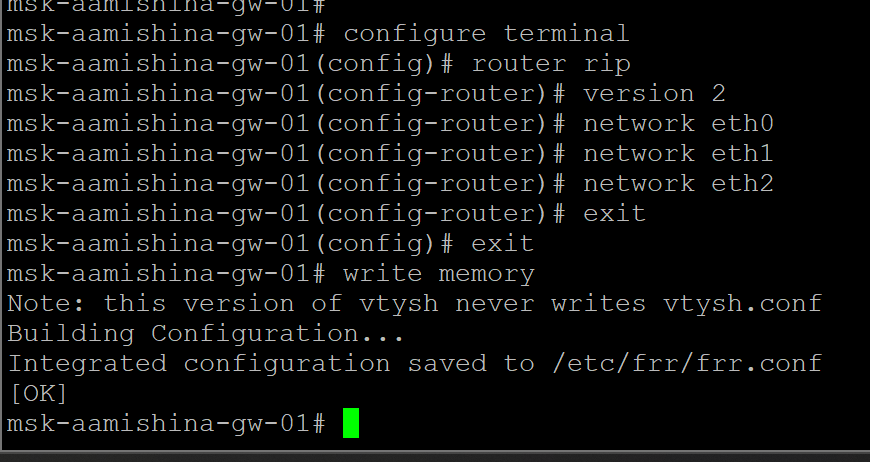 msk-aamishina-gw-01#
msk-aamishina-gw-01# configure terminal
msk-aamishina-gw-01(config)# router rip
msk-aamishina-gw-01(config-router)# version 2
msk-aamishina-gw-01(config-router)# network eth0
msk-aamishina-gw-01(config-router)# network eth1
msk-aamishina-gw-01(config-router)# network eth2
msk-aamishina-gw-01(config-router)# exit
msk-aamishina-gw-01(config)# exit
msk-aamishina-gw-01# write memory
Note: this version of vtysh never writes vtysh.conf
Building Configuration...
Integrated configuration saved to /etc/frr/frr.conf
[OK]
msk-aamishina-gw-01#